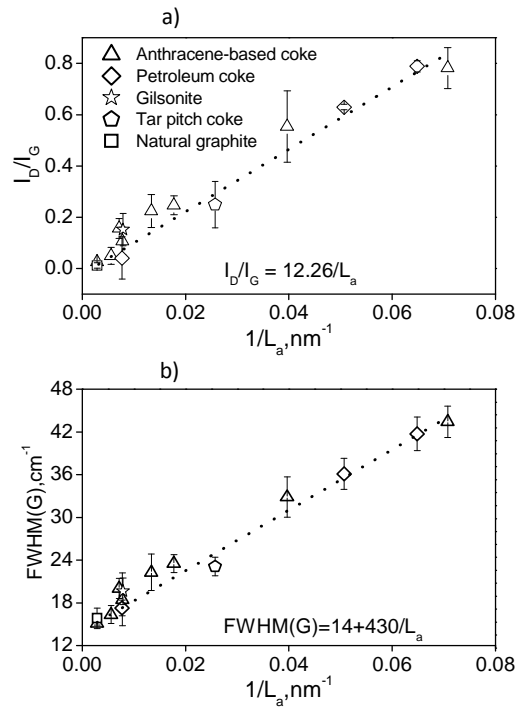 a)
Anthracene-based coke
Petroleum coke
Gilsonite
Tar pitch coke
Natural graphite
I_D/I_G
0.8
0.6
0.4
0.2
0.0
I_D/I_G = 12.26/L_a
0.00 0.02 0.04 0.06 0.08
1/L_a,nm⁻¹
b)
FWHM(G),cm⁻¹
48
42
36
30
24
18
12
FWHM(G)=14+430/L_a
0.00 0.02 0.04 0.06 0.08
1/L_a,nm⁻¹